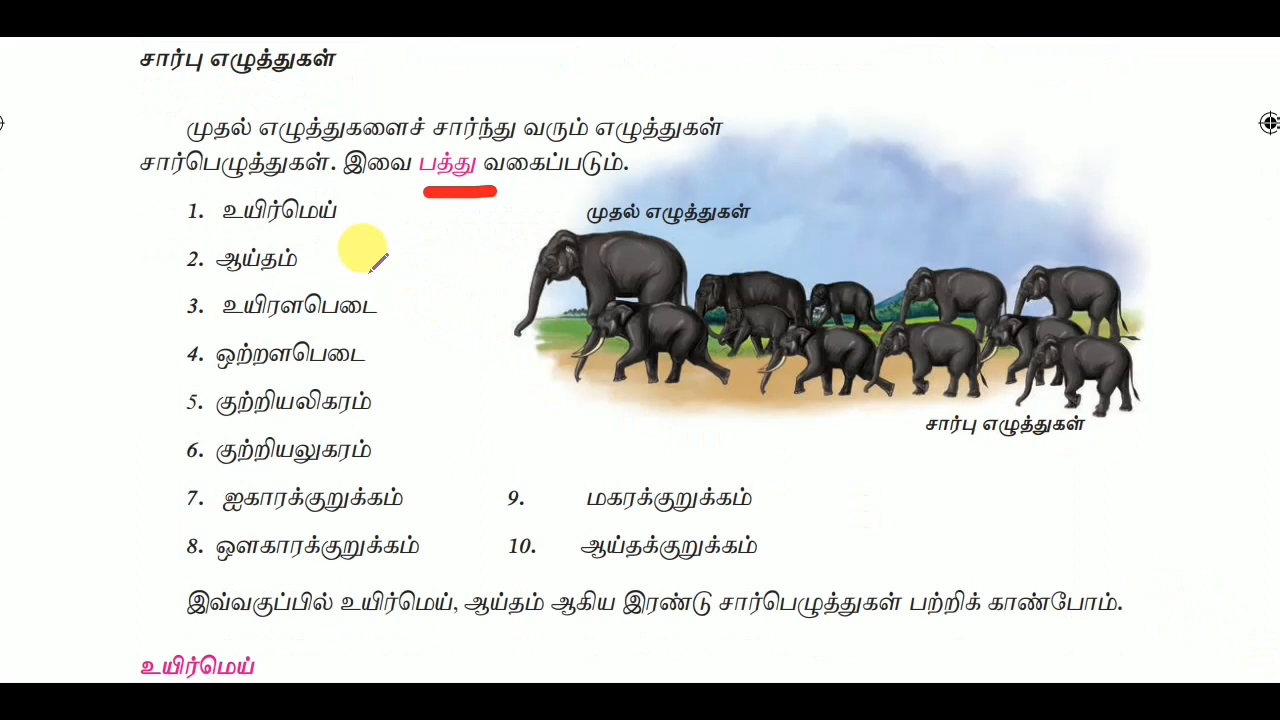 சார்பு எழுத்துகள்
முதல் எழுத்துகளைச் சார்ந்து வரும் எழுத்துகள்
சார்பெழுத்துகள். இவை பத்து வகைப்படும்.
1. உயிர்மெய்
முதல் எழுத்துகள்
2. ஆய்தம்
3. உயிரளபெடை
4. ஒற்றளபெடை
5. குற்றியலிகரம்
சார்பு எழுத்துகள்
6. குற்றியலுகரம்
7. ஐகாரக்குறுக்கம் 9. மகரக்குறுக்கம்
8. ஔகாரக்குறுக்கம் 10. ஆய்தக்குறுக்கம்
இவ்வகுப்பில் உயிர்மெய், ஆய்தம் ஆகிய இரண்டு சார்பெழுத்துகள் பற்றிக் காண்போம்.
உயிர்மெய்